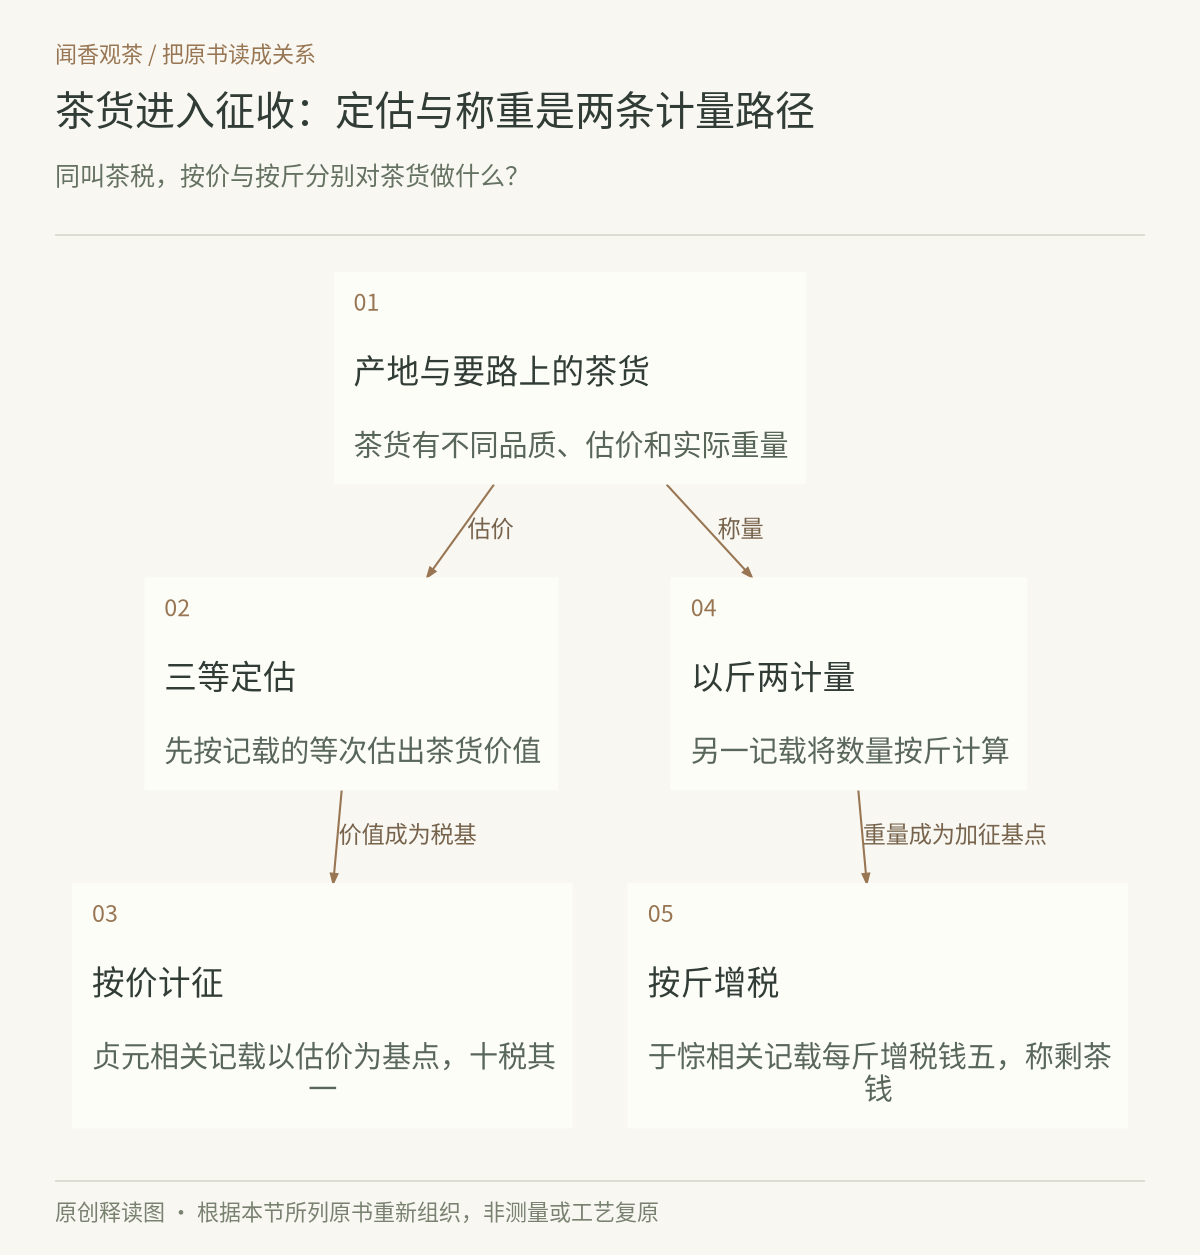 闻香观茶 / 把原书读成关系
茶货进入征收：定估与称重是两条计量路径
同叫茶税，按价与按斤分别对茶货做什么？
01
产地与要路上的茶货
茶货有不同品质、估价和实际重量
估价
称量
02
三等定估
先按记载的等次估出茶货价值
04
以斤两计量
另一记载将数量按斤计算
价值成为税基
重量成为加征基点
03
按价计征
贞元相关记载以估价为基点，十税其
一
05
按斤增税
于悰相关记载每斤增税钱五，称剩茶
钱
原创释读图 • 根据本节所列原书重新组织，非测量或工艺复原